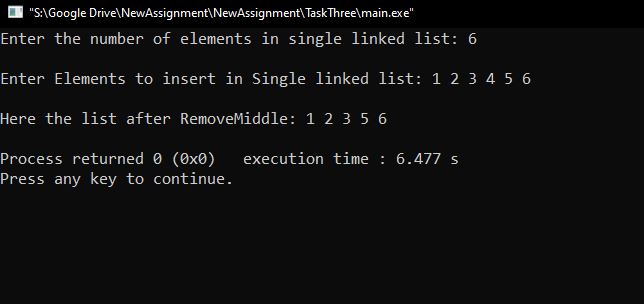 "S:\Google Drive\NewAssignment\NewAssignment\TaskThree\main.exe"
Enter the number of elements in single linked list: 6
Enter Elements to insert in Single linked list: 1 2 3 4 5 6
Here the list after RemoveMiddle: 1 2 3 5 6
Process returned 0 (0x0)   execution time : 6.477 s
Press any key to continue.